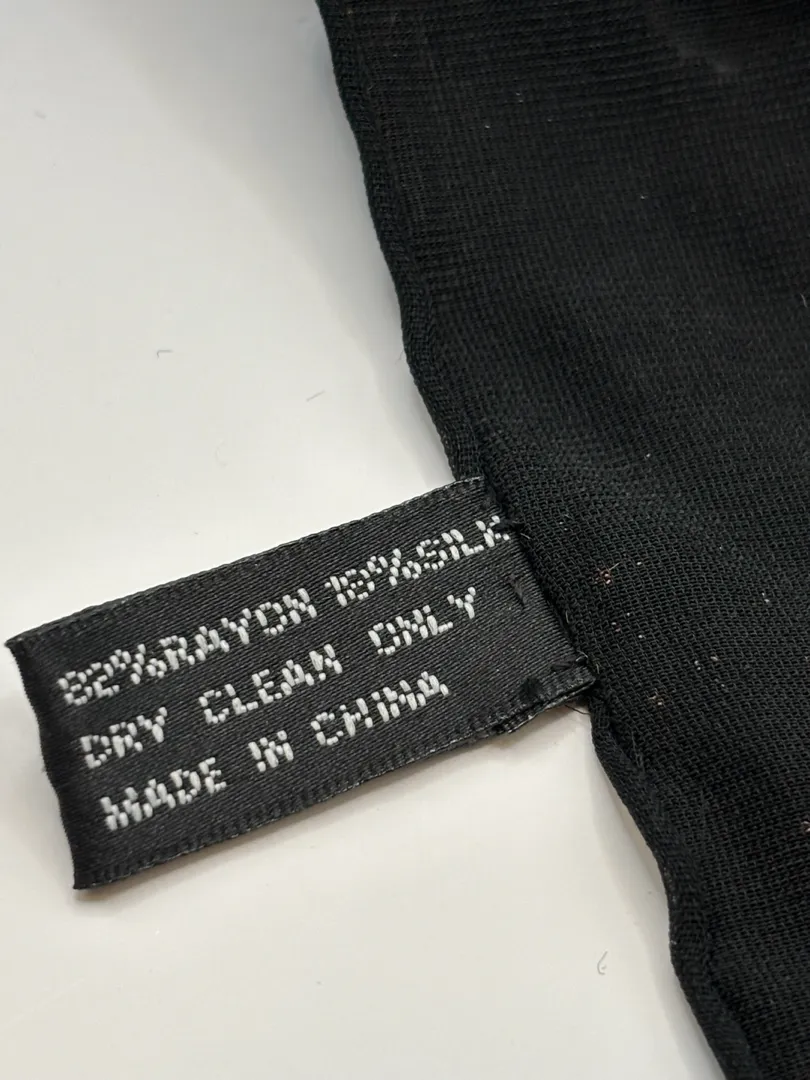 82%RAYON 18%SILK
DRY CLEAN ONLY
MADE IN CHINA